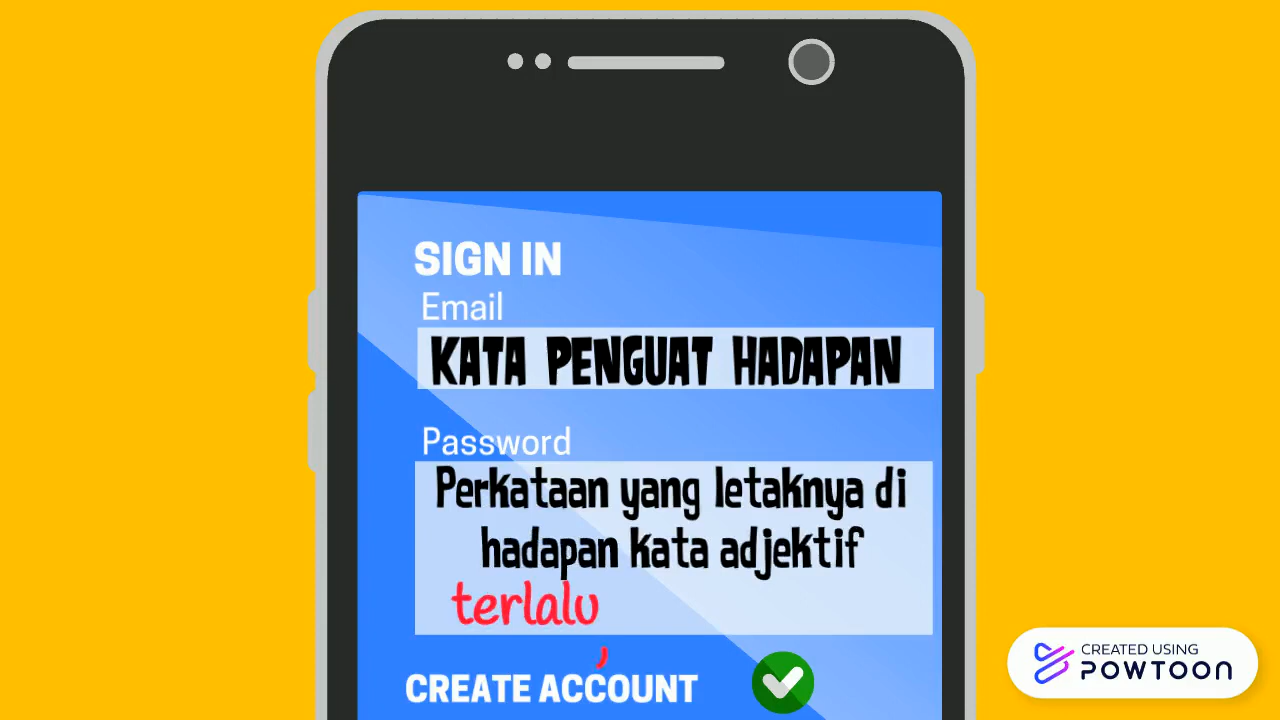 SIGN IN
Email
KATA PENGUAT HADAPAN
Password
Perkataan yang letaknya di
hadapan kata adjektif
terlalu
,
CREATE ACCOUNT
CREATED USING
POWTOON